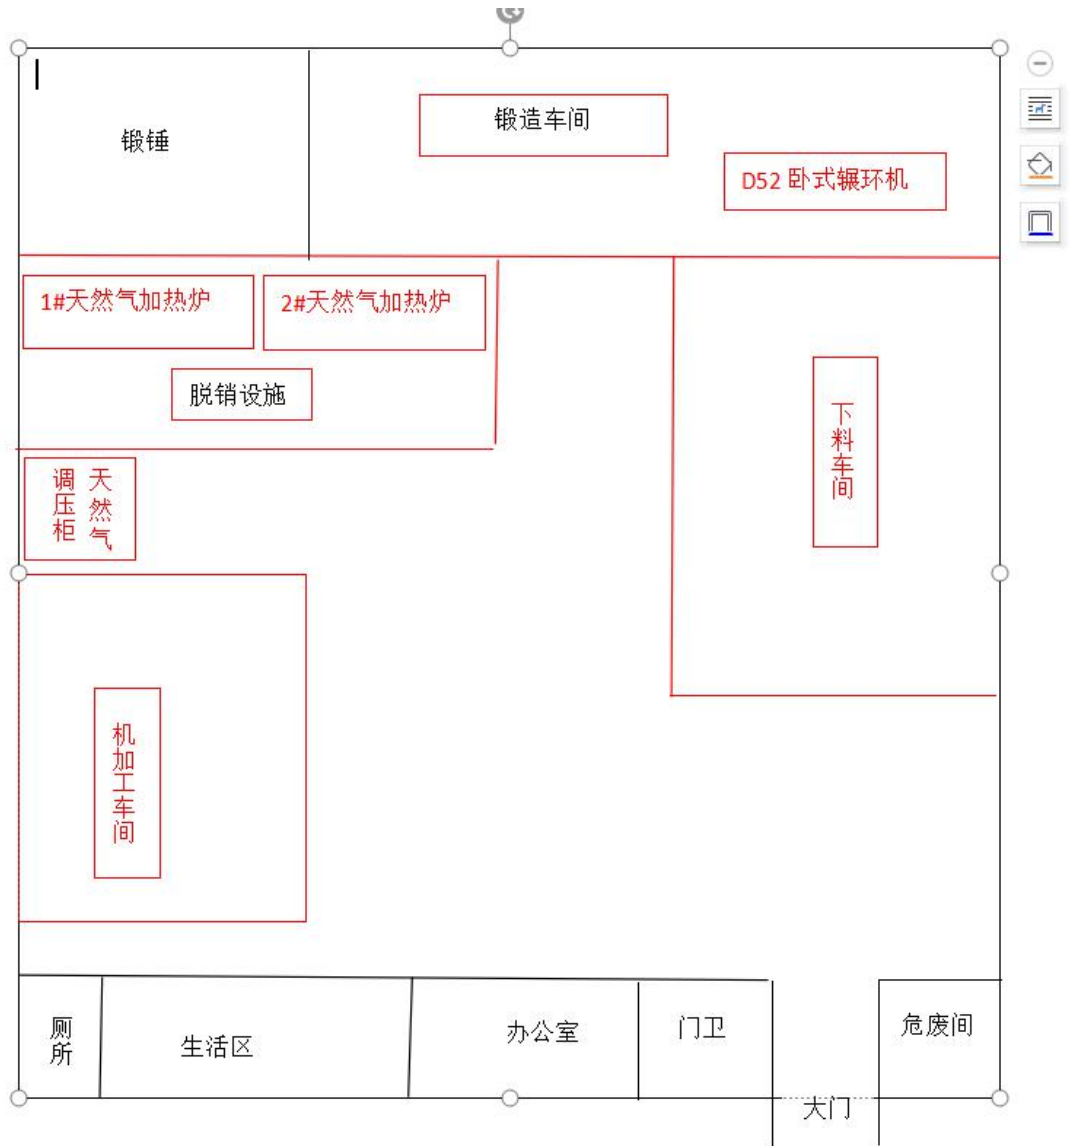 锻锤
锻造车间
D52 卧式辗环机
1#天然气加热炉
2#天然气加热炉
脱销设施
下料车间
天然气
调压柜
机加工车间
厕所
生活区
办公室
门卫
危废间
大门